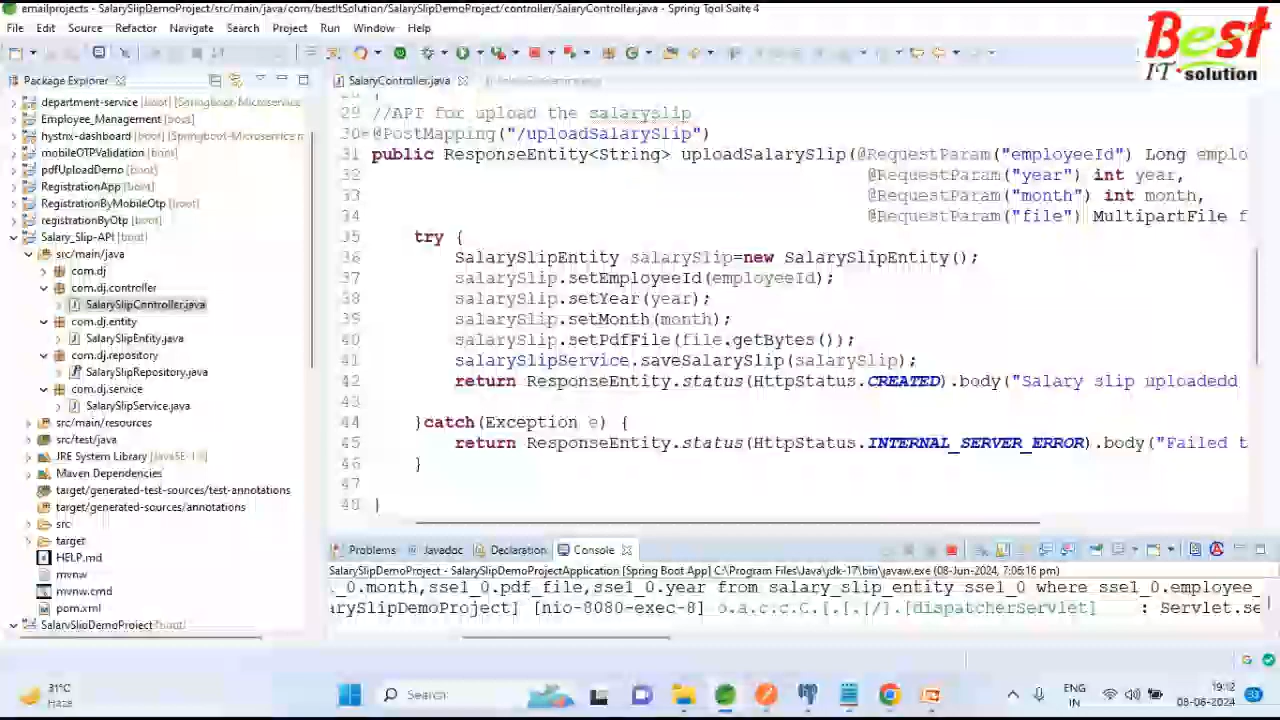 emailprojects - SalarySlipDemoProject/src/main/java/com/bestItSolution/SalarySlipDemoProject/controller/SalaryController.java - Spring Tool Suite 4
File Edit Source Refactor Navigate Search Project Run Window Help
Best
IT solution
Package Explorer
department-service [boot] [Springboot-Microservice
Employee_Management [boot]
hystrix-dashboard [boot] [Springboot-Microservice n
mobileOTPValidation [boot]
pdfUploadDemo [boot]
RegistrationApp [boot]
RegistrationByMobileOtp [boot]
registrationByOtp [boot]
Salary_Slip-API [boot]
src/main/java
com.dj
com.dj.controller
SalarySlipController.java
com.dj.entity
SalarySlipEntity.java
com.dj.repository
SalarySlipRepository.java
com.dj.service
SalarySlipService.java
src/main/resources
src/test/java
JRE System Library
Maven Dependencies
target/generated-test-sources/test-annotations
target/generated-sources/annotations
src
target
HELP.md
mvnw
mvnw.cmd
pom.xml
SalarySlipDemoProject [boot]
SalaryController.java
29 //API for upload the salaryslip
30 @PostMapping("/uploadSalarySlip")
31 public ResponseEntity<String> uploadSalarySlip(@RequestParam("employeeId") Long emplo
32 @RequestParam("year") int year,
33 @RequestParam("month") int month,
34 @RequestParam("file") MultipartFile f
35 try {
36 SalarySlipEntity salarySlip=new SalarySlipEntity();
37 salarySlip.setEmployeeId(employeeId);
38 salarySlip.setYear(year);
39 salarySlip.setMonth(month);
40 salarySlip.setPdfFile(file.getBytes());
41 salarySlipService.saveSalarySlip(salarySlip);
42 return ResponseEntity.status(HttpStatus.CREATED).body("Salary slip uploadedd
43
44 }catch(Exception e) {
45 return ResponseEntity.status(HttpStatus.INTERNAL_SERVER_ERROR).body("Failed t
46 }
47
48 }
Problems Javadoc Declaration Console
SalarySlipDemoProject - SalarySlipDemoProjectApplication [Spring Boot App] C:\Program Files\Java\jdk-17\bin\javaw.exe (08-Jun-2024, 7:06:16 pm)
_0.month,sse1_0.pdf_file,sse1_0.year from salary_slip_entity sse1_0 where sse1_0.employee_
arySlipDemoProject] [nio-8080-exec-8] o.a.c.c.C.[.[.[/].[dispatcherServlet] : Servlet.se
31°C
Haze
Search
ENG
IN
19:12
08-06-2024
33